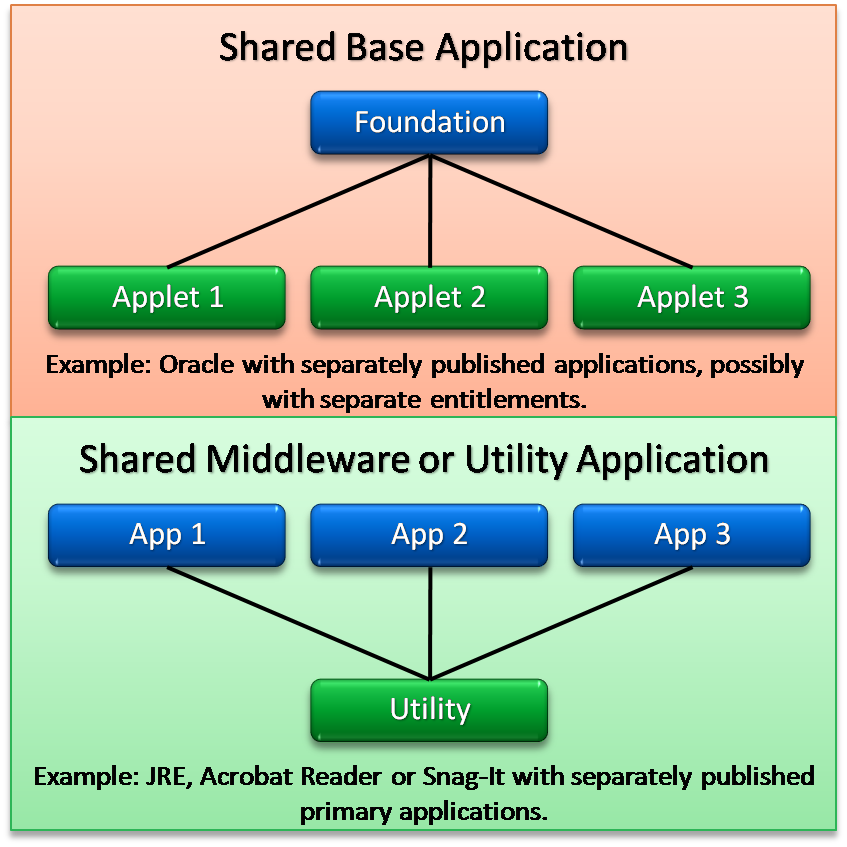 Shared Base Application
Foundation
Applet 1
Applet 2
Applet 3
Example: Oracle with separately published applications, possibly
with separate entitlements.
Shared Middleware or Utility Application
App 1
App 2
App 3
Utility
Example: JRE, Acrobat Reader or Snag-It with separately published
primary applications.